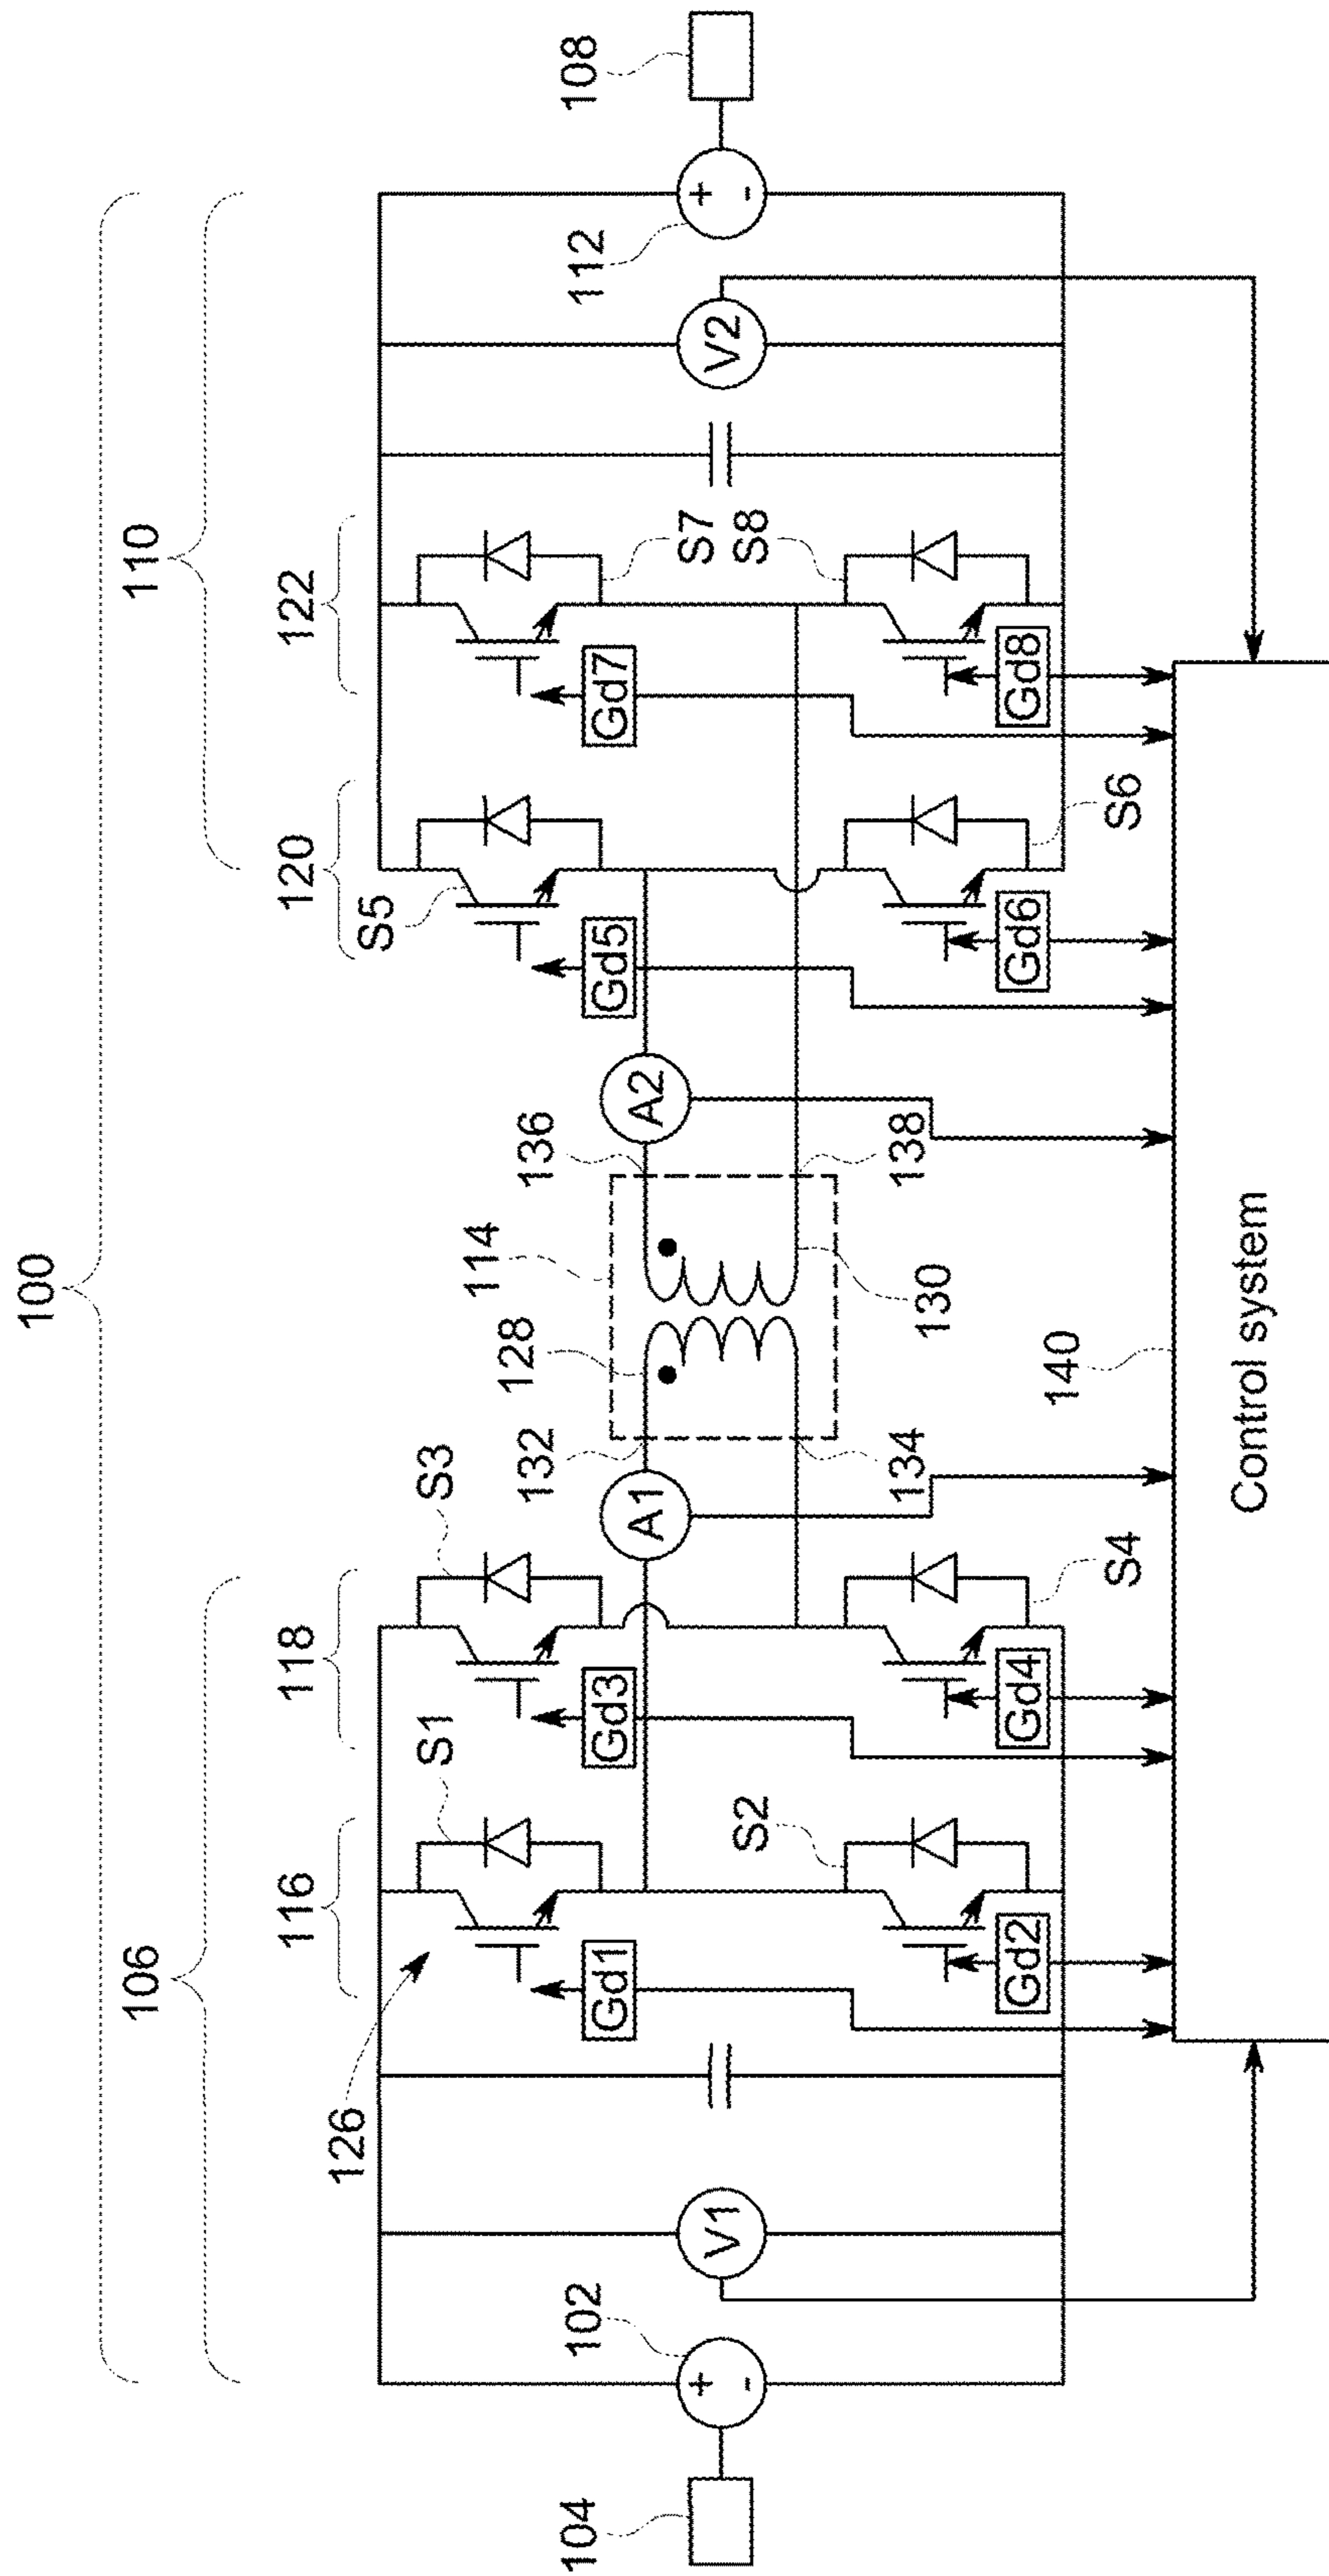 100
106
110
116
118
120
122
126
S1
S3
S5
104
102
V1
Gd1
Gd3
A1
132
128
114
136
A2
Gd5
Gd7
S7
S8
V2
112
108
S2
134
130
138
Gd2
Gd4
S4
Gd6
S6
Gd8
140
Control system